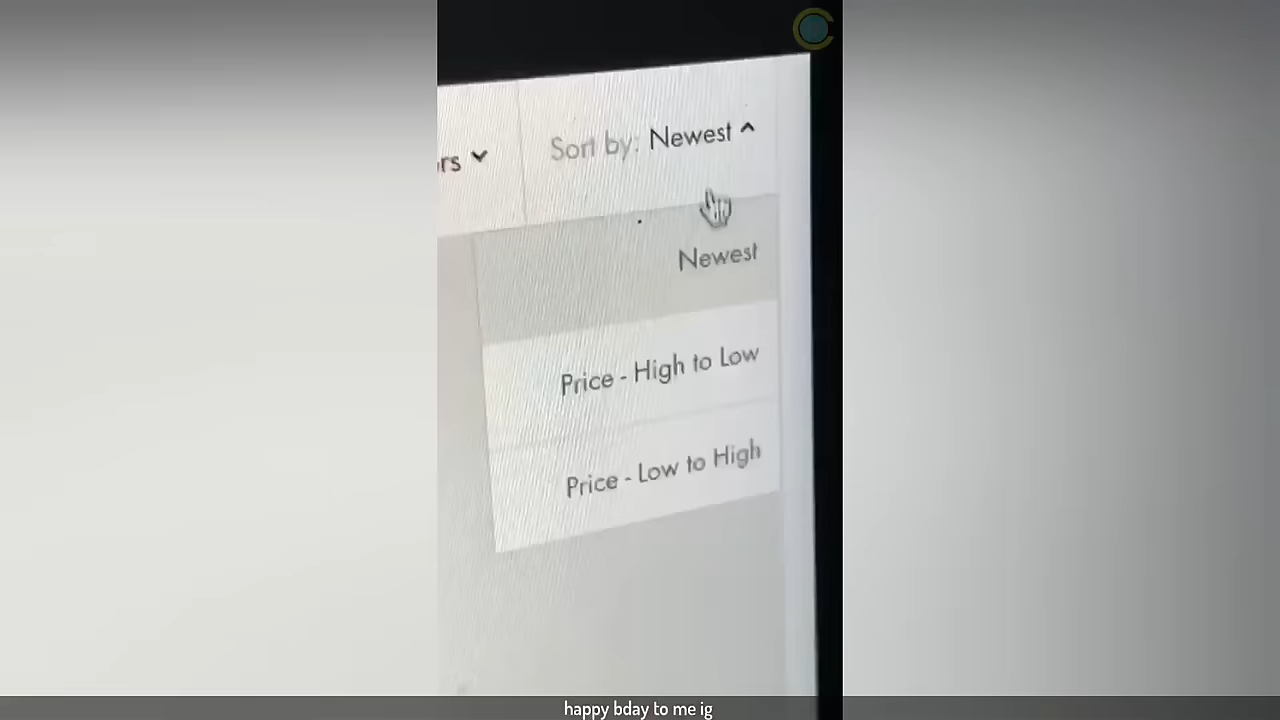 rs
Sort by: Newest
Newest
Price - High to Low
Price - Low to High
happy bday to me ig